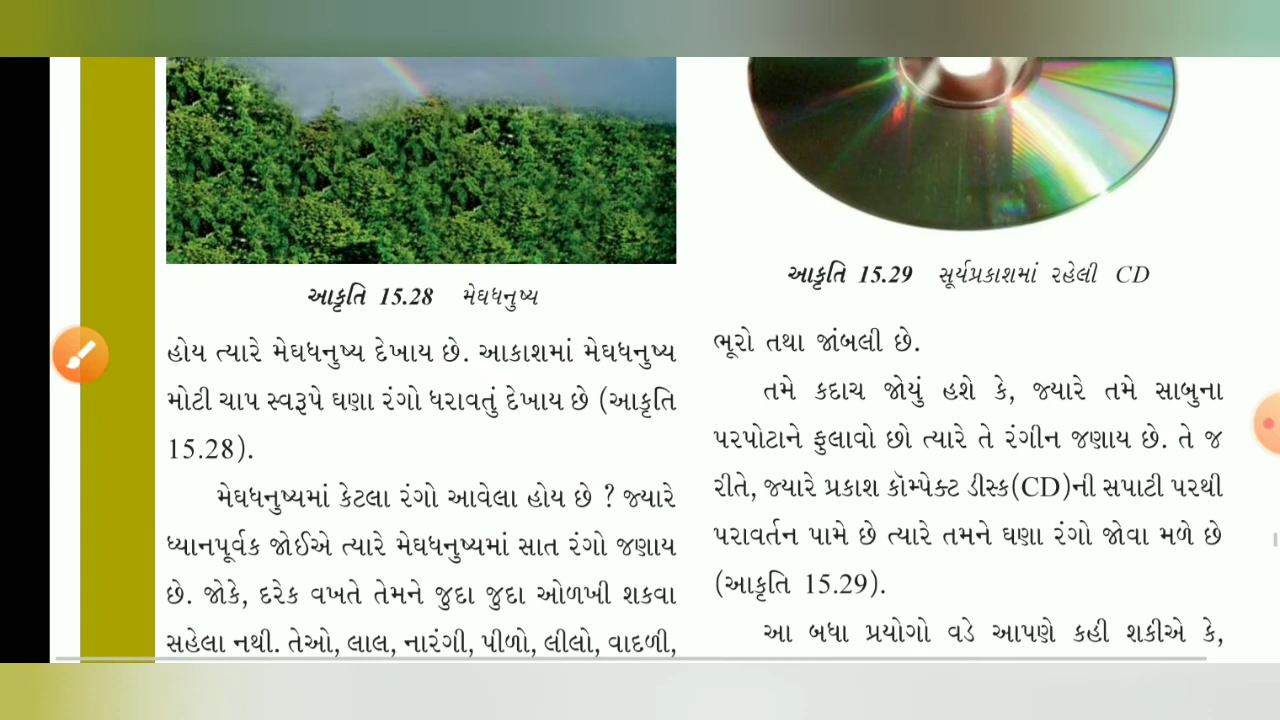 આકૃતિ 15.28 મેઘધનુષ્ય
હોય ત્યારે મેઘધનુષ્ય દેખાય છે. આકાશમાં મેઘધનુષ્ય
મોટી ચાપ સ્વરૂપે ઘણા રંગો ધરાવતું દેખાય છે (આકૃતિ
15.28).
મેઘધનુષ્યમાં કેટલા રંગો આવેલા હોય છે ? જ્યારે
ધ્યાનપૂર્વક જોઈએ ત્યારે મેઘધનુષ્યમાં સાત રંગો જણાય
છે. જોકે, દરેક વખતે તેમને જુદા જુદા ઓળખી શકવા
સહેલા નથી. તેઓ, લાલ, નારંગી, પીળો, લીલો, વાદળી,
આકૃતિ 15.29 સૂર્યપ્રકાશમાં રહેલી CD
ભૂરો તથા જાંબલી છે.
તમે કદાચ જોયું હશે કે, જ્યારે તમે સાબુના
પરપોટાને ફુલાવો છો ત્યારે તે રંગીન જણાય છે. તે જ
રીતે, જ્યારે પ્રકાશ કૉમ્પેક્ટ ડીસ્ક(CD)ની સપાટી પરથી
પરાવર્તન પામે છે ત્યારે તમને ઘણા રંગો જોવા મળે છે
(આકૃતિ 15.29).
આ બધા પ્રયોગો વડે આપણે કહી શકીએ કે,